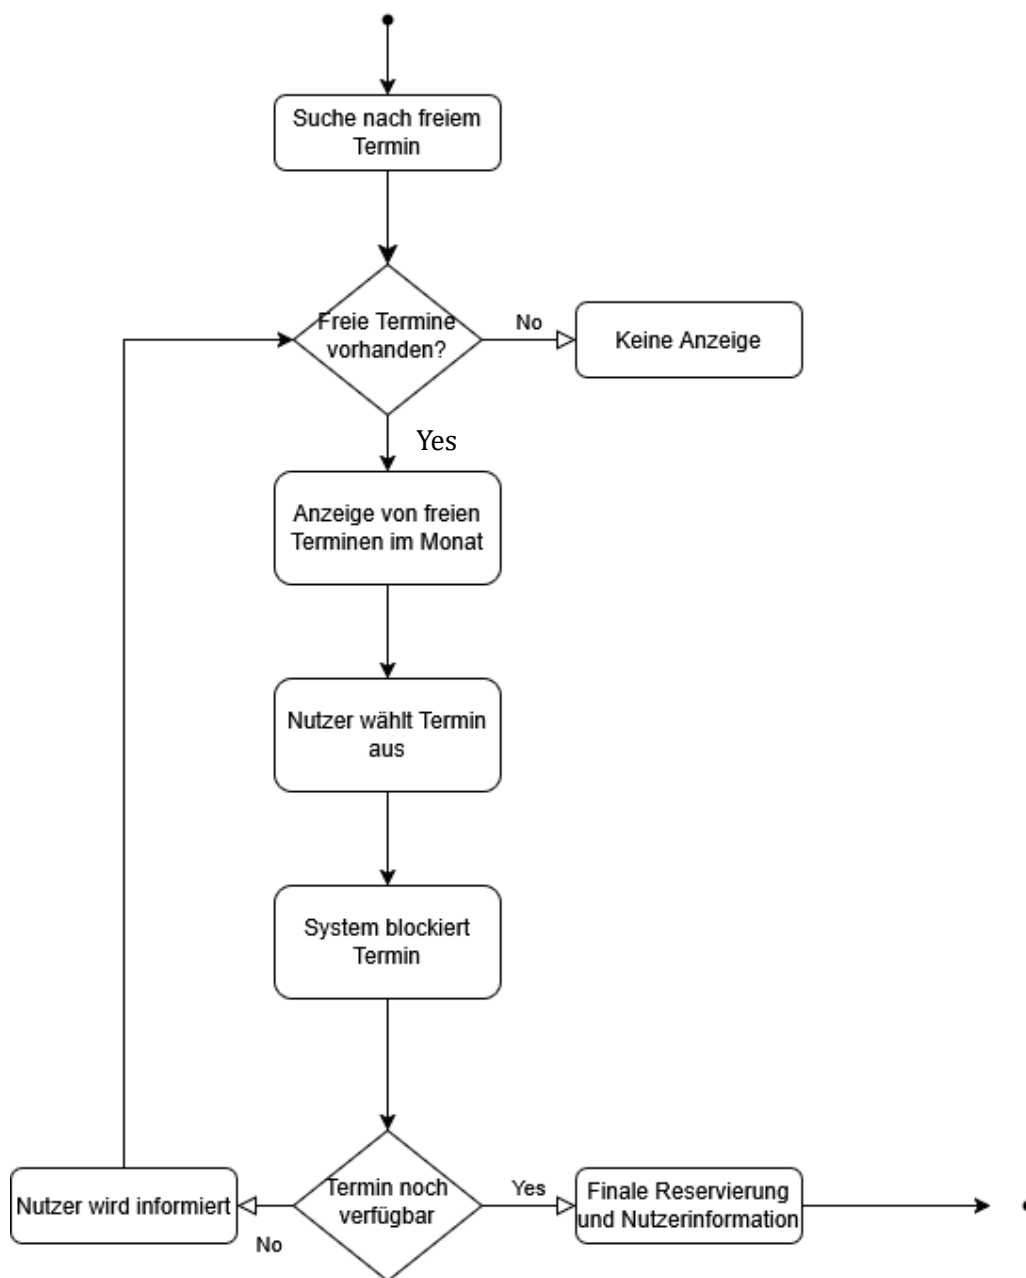 Suche nach freiem
Termin
Freie Termine
vorhanden?
No
Keine Anzeige
Yes
Anzeige von freien
Terminen im Monat
Nutzer wählt Termin
aus
System blockiert
Termin
Nutzer wird informiert
No
Termin noch
verfügbar
Yes
Finale Reservierung
und Nutzerinformation